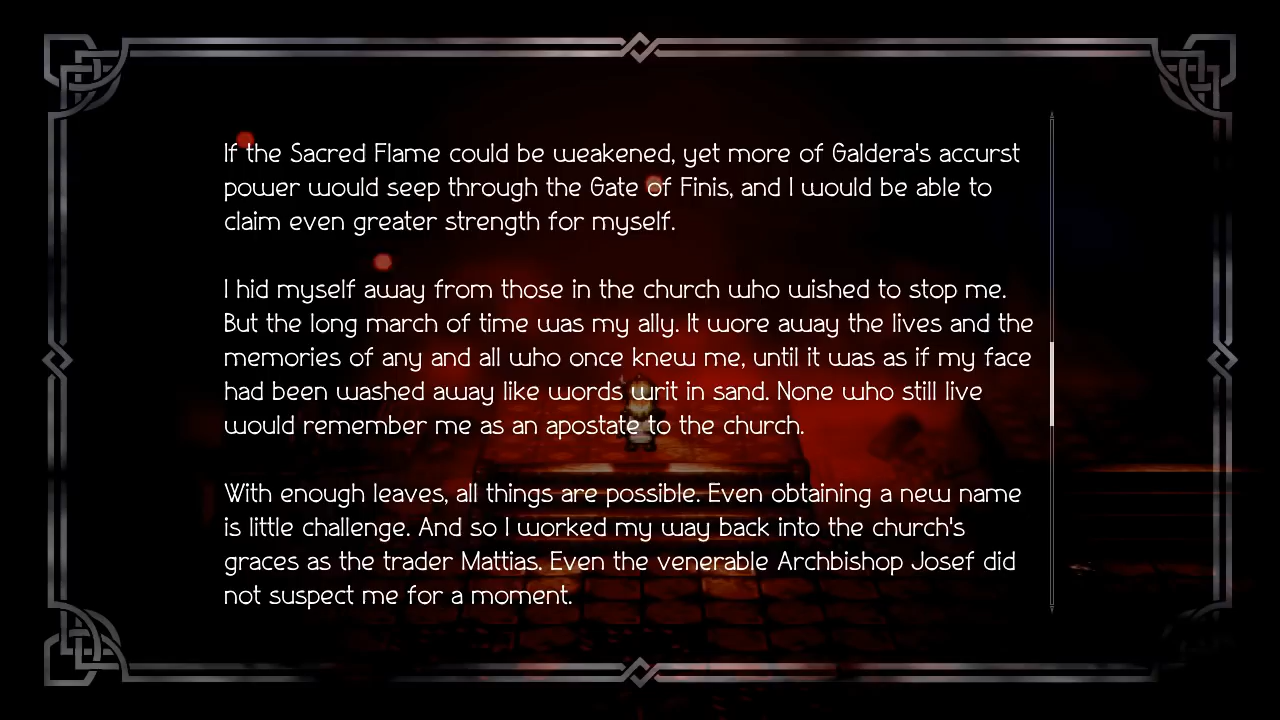 If the Sacred Flame could be weakened, yet more of Galdera's accurst
power would seep through the Gate of Finis, and I would be able to
claim even greater strength for myself.
I hid myself away from those in the church who wished to stop me.
But the long march of time was my ally. It wore away the lives and the
memories of any and all who once knew me, until it was as if my face
had been washed away like words writ in sand. None who still live
would remember me as an apostate to the church.
With enough leaves, all things are possible. Even obtaining a new name
is little challenge. And so I worked my way back into the church's
graces as the trader Mattias. Even the venerable Archbishop Josef did
not suspect me for a moment.